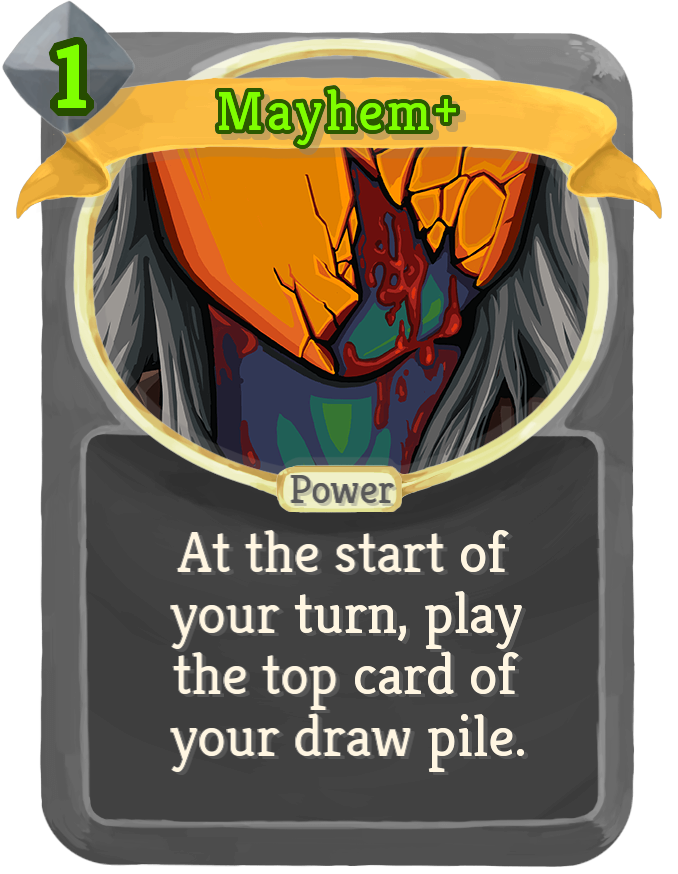 1
Mayhem+
Power
At the start of
your turn, play
the top card of
your draw pile.